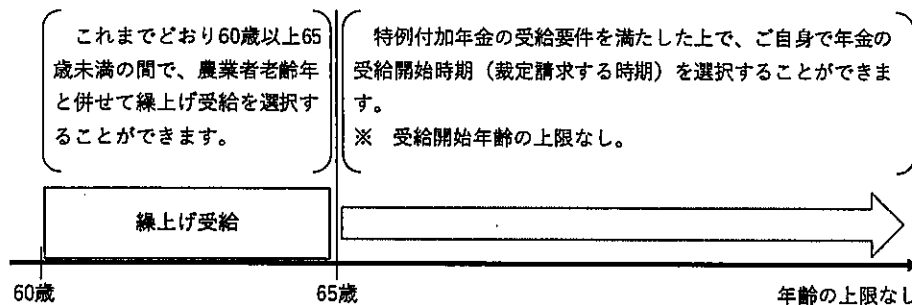 これまでどおり60歳以上65
歳未満の間で、農業者老齢年
と併せて繰上げ受給を選択す
ることができます。
特例付加年金の受給要件を満たした上で、ご自身で年金の
受給開始時期（裁定請求する時期）を選択することができま
す。
※　受給開始年齢の上限なし。
繰上げ受給
60歳
65歳
年齢の上限なし